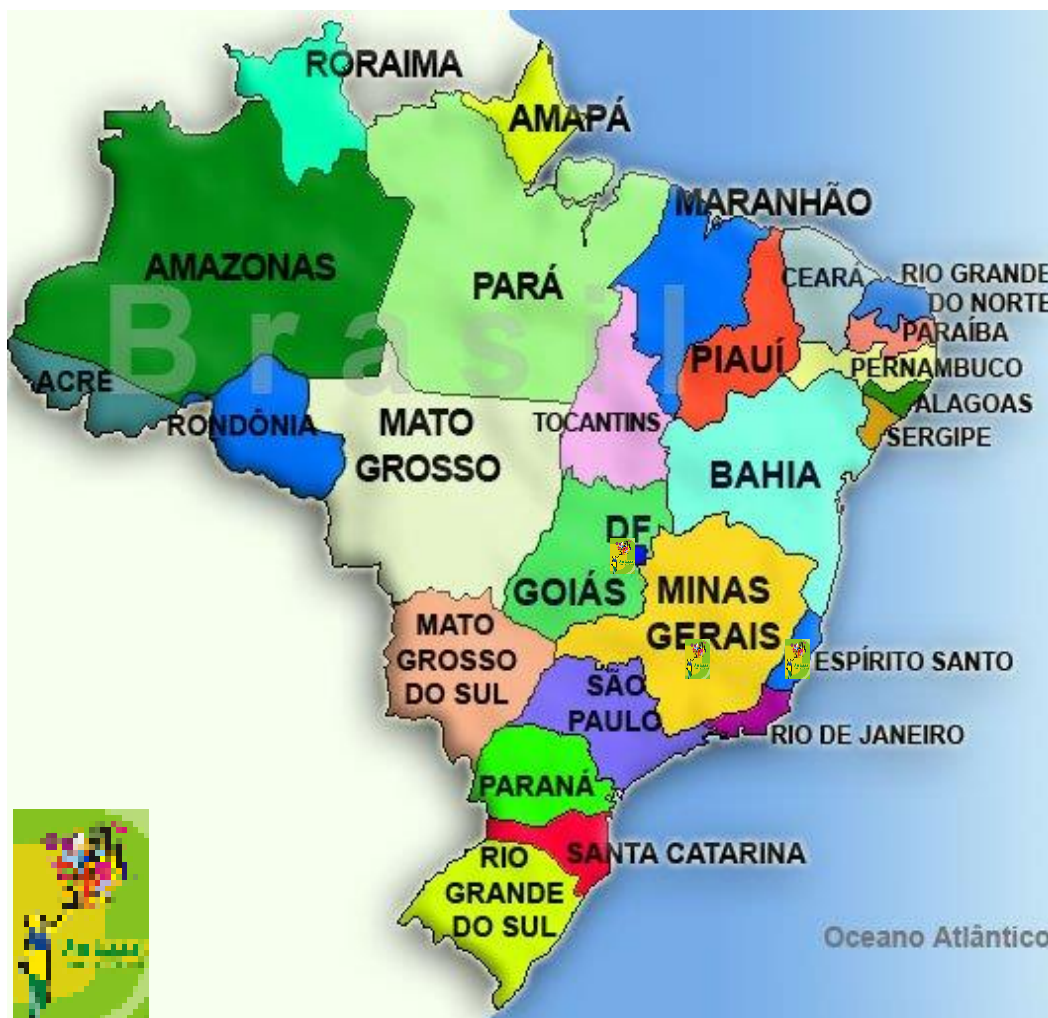 RORAIMA
AMAPÁ
MARANHÃO
AMAZONAS
PARÁ
CEARÁ
RIO GRANDE
DO NORTE
Brasil
PARAÍBA
PIAUÍ
PERNAMBUCO
ACRE
ALAGOAS
RONDÔNIA
MATO
GROSSO
TOCANTINS
SERGIPE
BAHIA
DF
GOIÁS
MINAS
GERAIS
MATO
GROSSO
DO SUL
ESPÍRITO SANTO
SÃO
PAULO
RIO DE JANEIRO
PARANÁ
SANTA CATARINA
RIO
GRANDE
DO SUL
Oceano Atlântico